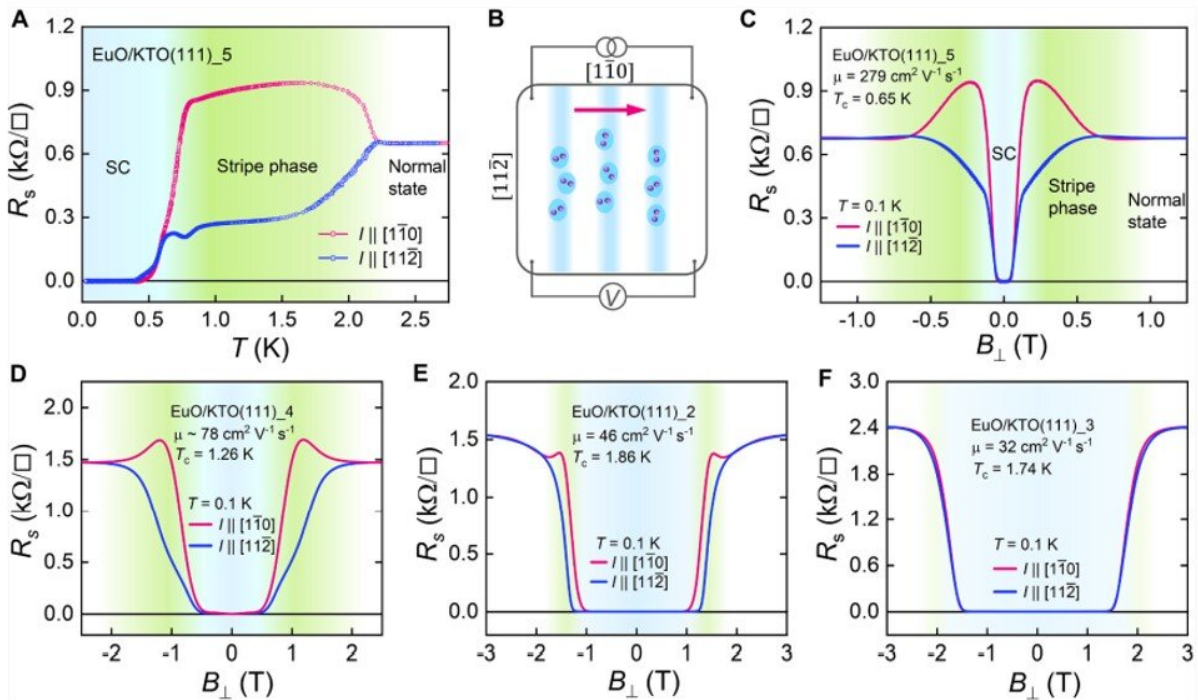 A
EuO/KTO(111)_5
SC
Stripe phase
Normal
state
I || [11̅0]
I || [112̅]
Rs (kΩ/□)
1.2
0.9
0.6
0.3
0.0
0.0 0.5 1.0 1.5 2.0 2.5
T (K)
B
[11̅0]
[112̅]
V
C
EuO/KTO(111)_5
μ = 279 cm² V⁻¹ s⁻¹
Tc = 0.65 K
SC
Stripe
phase
Normal
state
T = 0.1 K
I || [11̅0]
I || [112̅]
Rs (kΩ/□)
1.2
0.9
0.6
0.3
0.0
-1.0 -0.5 0.0 0.5 1.0
B⊥ (T)
D
EuO/KTO(111)_4
μ ~ 78 cm² V⁻¹ s⁻¹
Tc = 1.26 K
T = 0.1 K
I || [11̅0]
I || [112̅]
Rs (kΩ/□)
2.0
1.5
1.0
0.5
0.0
-2 -1 0 1 2
B⊥ (T)
E
EuO/KTO(111)_2
μ = 46 cm² V⁻¹ s⁻¹
Tc = 1.86 K
T = 0.1 K
I || [11̅0]
I || [112̅]
Rs (kΩ/□)
2.0
1.5
1.0
0.5
0.0
-3 -2 -1 0 1 2 3
B⊥ (T)
F
EuO/KTO(111)_3
μ = 32 cm² V⁻¹ s⁻¹
Tc = 1.74 K
T = 0.1 K
I || [11̅0]
I || [112̅]
Rs (kΩ/□)
3.0
2.4
1.8
1.2
0.6
0.0
-3 -2 -1 0 1 2 3
B⊥ (T)